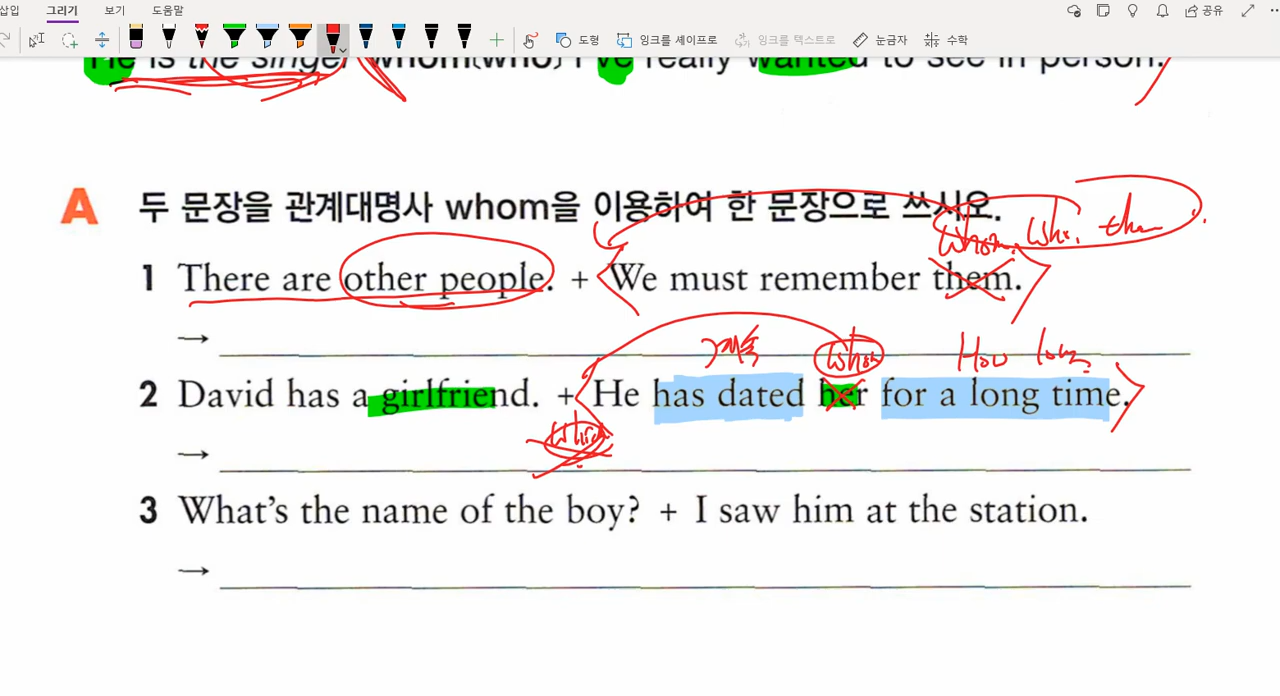 삽입 그리기 보기 도움말
공유
도형 잉크를 셰이프로 잉크를 텍스트로 눈금자 수학
He is the singer whom(who) I've really wanted to see in person.
A 두 문장을 관계대명사 whom을 이용하여 한 문장으로 쓰시오.
whom, who, that
1 There are other people. + We must remember them.
→
계속 whom How long
2 David has a girlfriend. + He has dated her for a long time.
which
→
3 What's the name of the boy? + I saw him at the station.
→